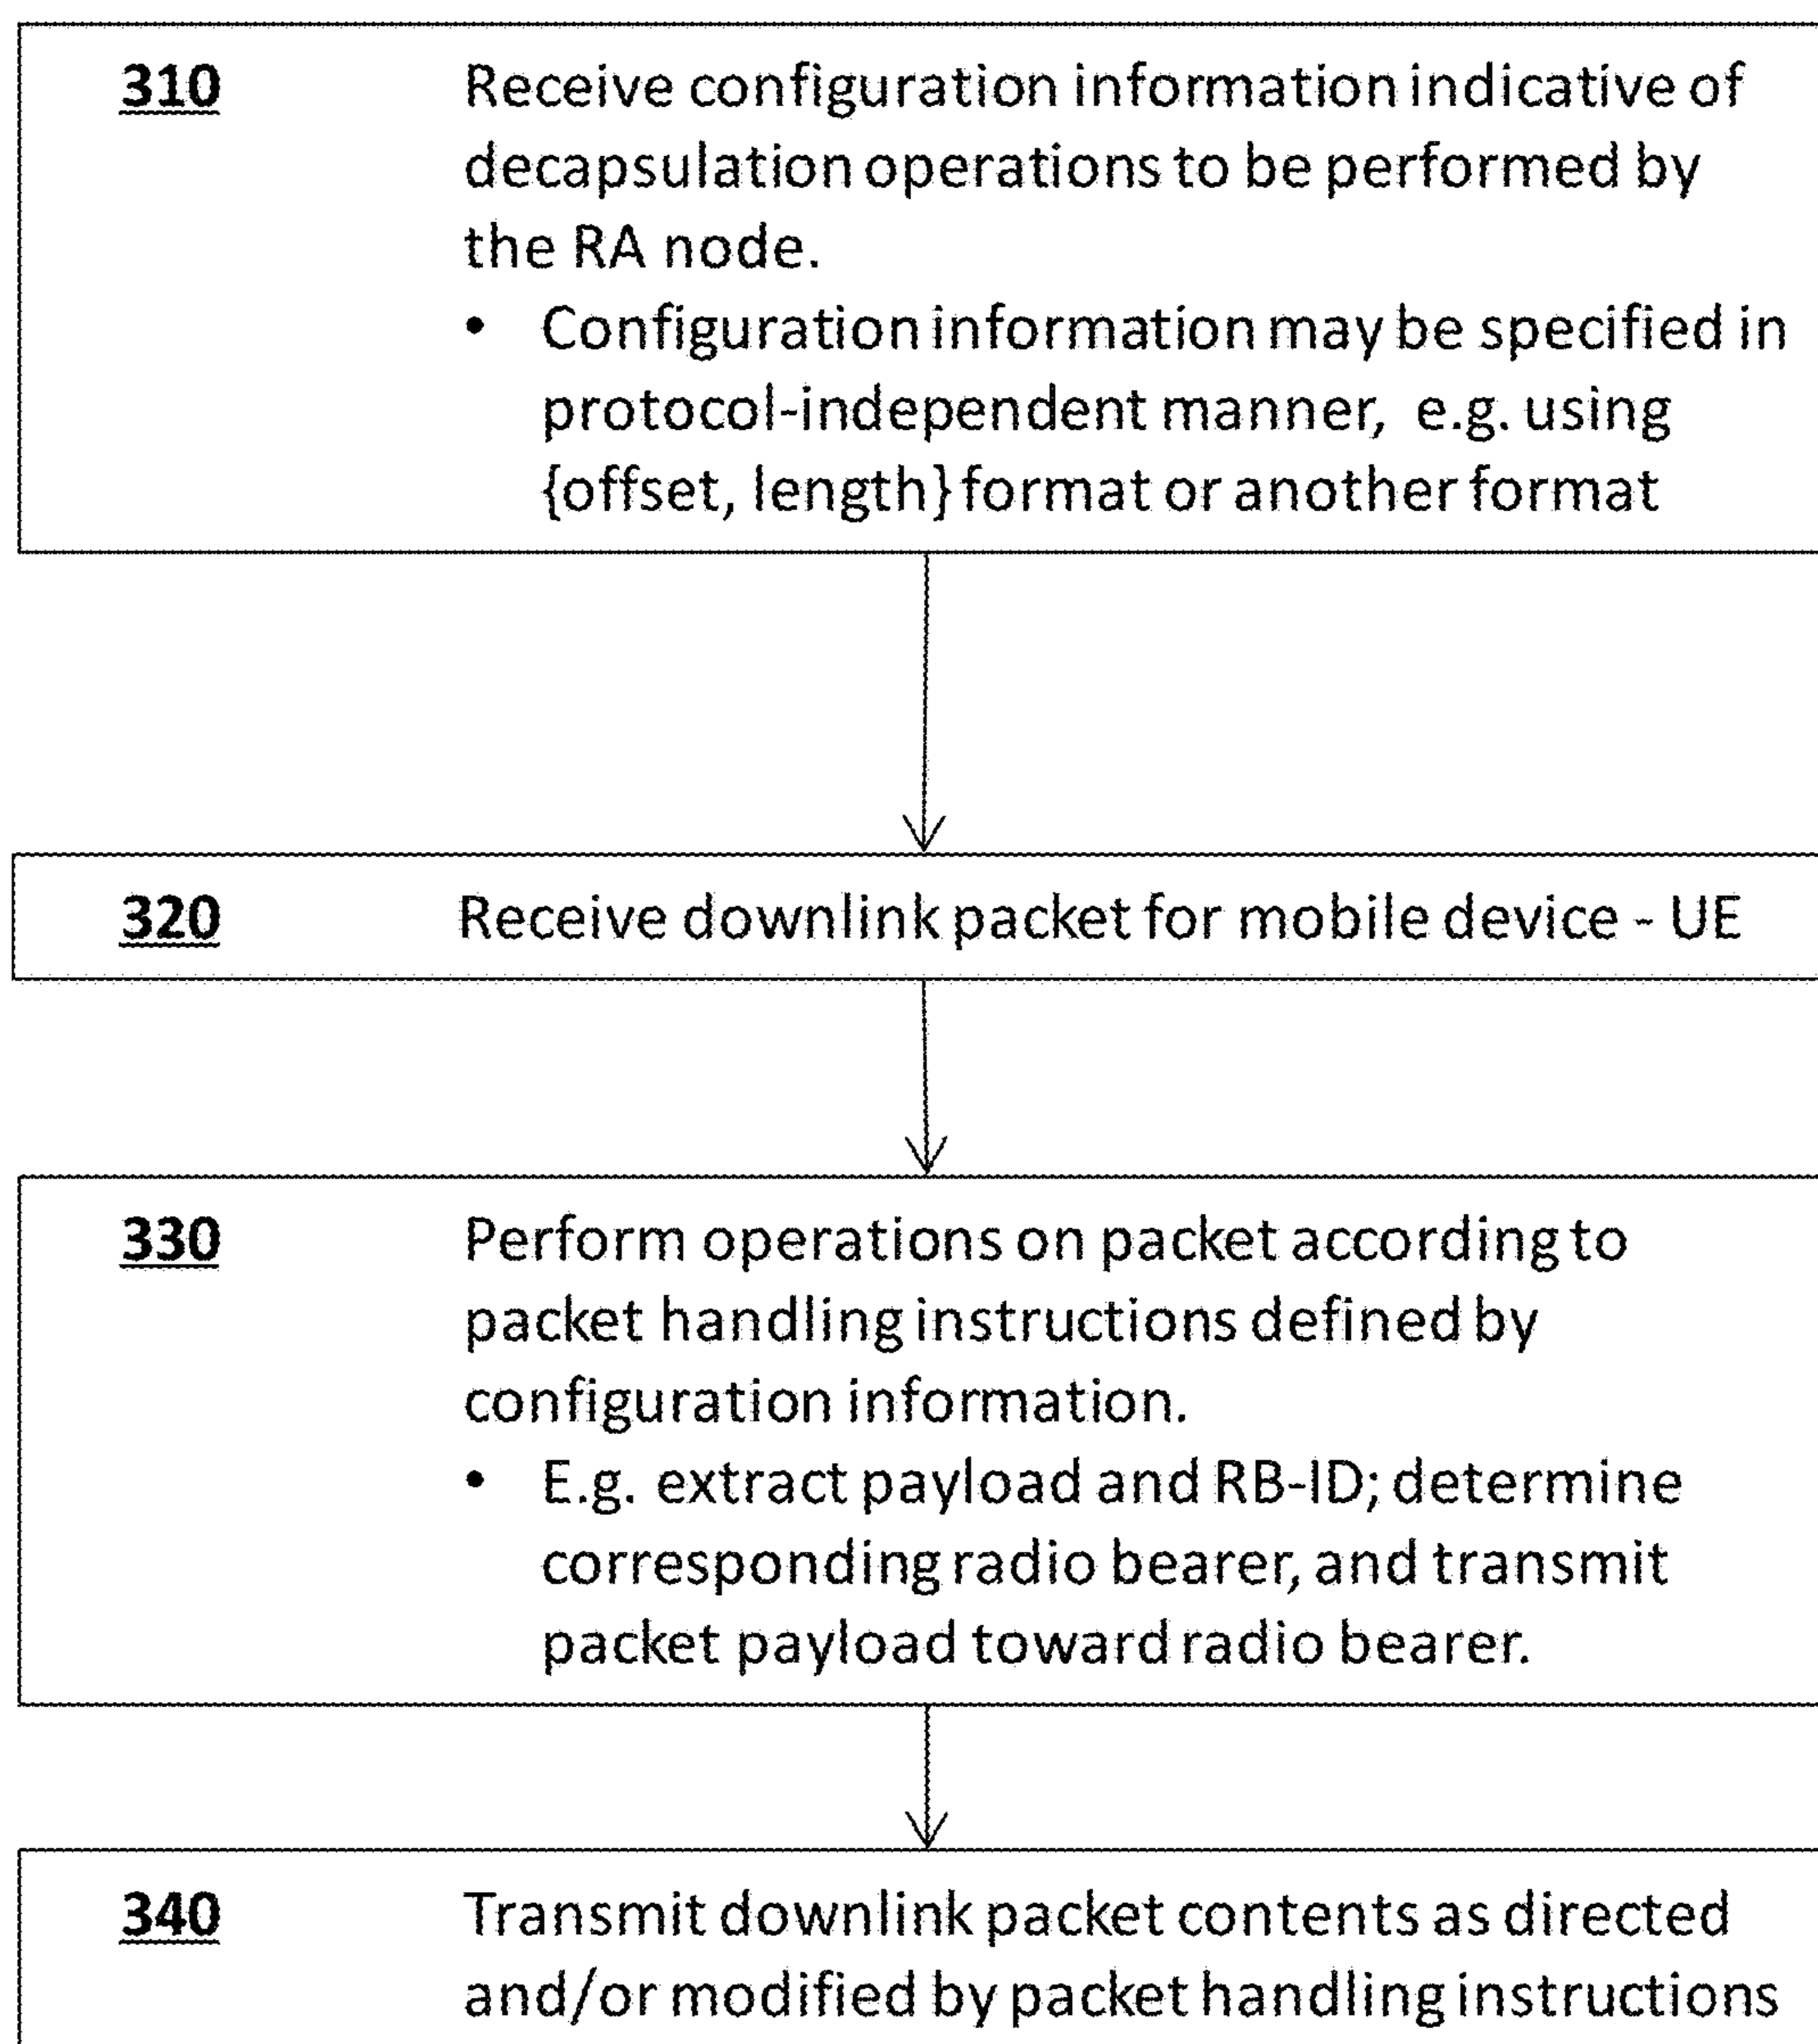 310 Receive configuration information indicative of
decapsulation operations to be performed by
the RA node.
• Configuration information may be specified in
protocol-independent manner, e.g. using
{offset, length} format or another format
320 Receive downlink packet for mobile device - UE
330 Perform operations on packet according to
packet handling instructions defined by
configuration information.
• E.g. extract payload and RB-ID; determine
corresponding radio bearer, and transmit
packet payload toward radio bearer.
340 Transmit downlink packet contents as directed
and/or modified by packet handling instructions